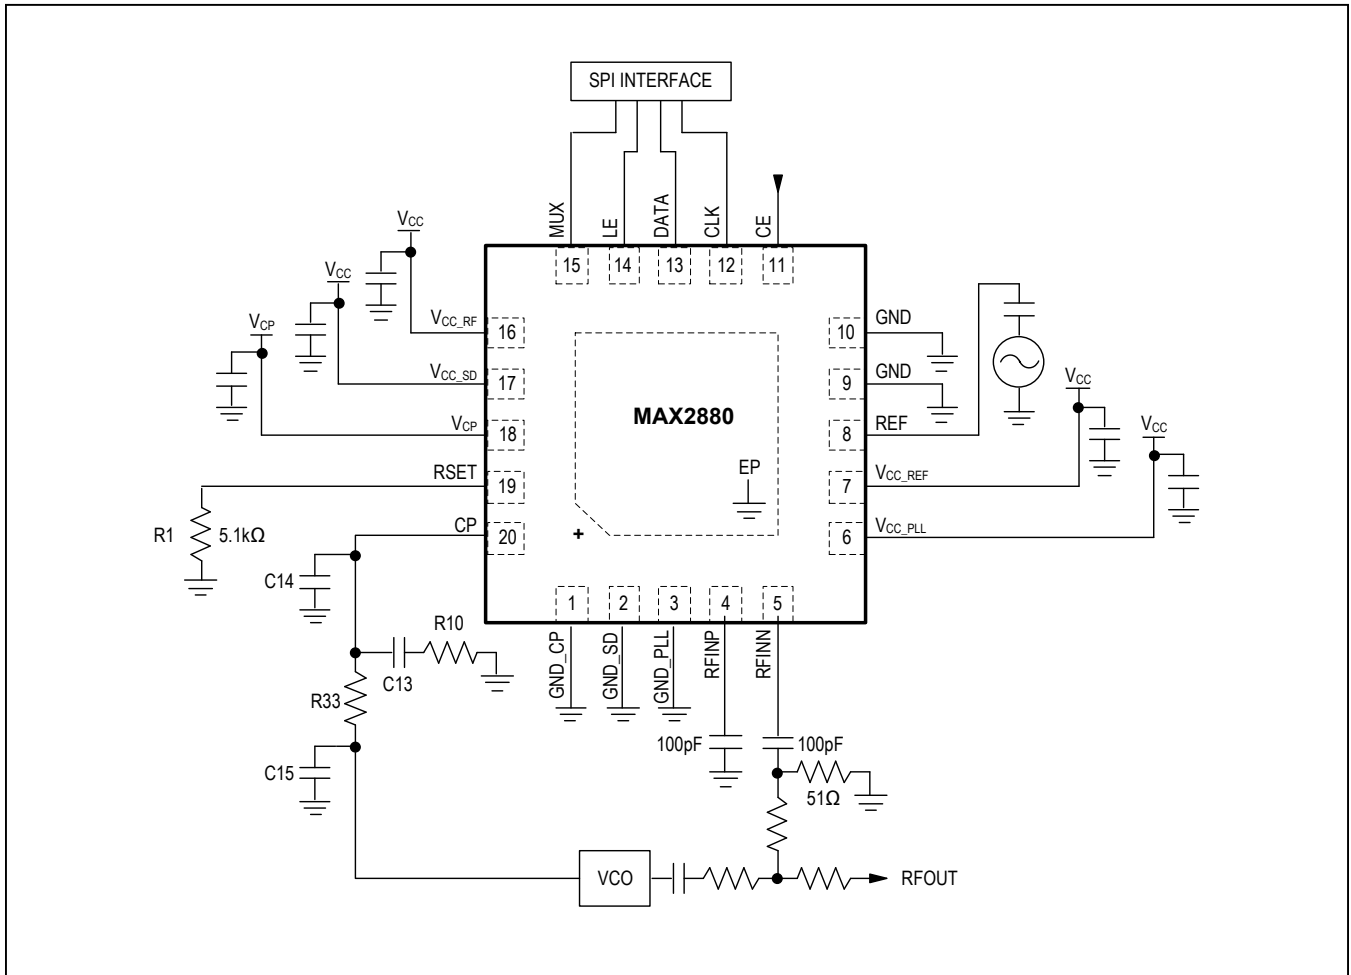 SPI INTERFACE
MUX
LE
DATA
CLK
CE
15
14
13
12
11
VCC
VCC
VCP
VCC_RF
VCC_SD
VCP
RSET
CP
16
17
18
19
20
MAX2880
EP
+
10
9
8
7
6
GND
GND
REF
VCC_REF
VCC_PLL
VCC
VCC
R1
5.1kΩ
C14
R10
C13
R33
C15
1
2
3
4
5
GND_CP
GND_SD
GND_PLL
RFINP
RFINN
100pF
100pF
51Ω
VCO
RFOUT